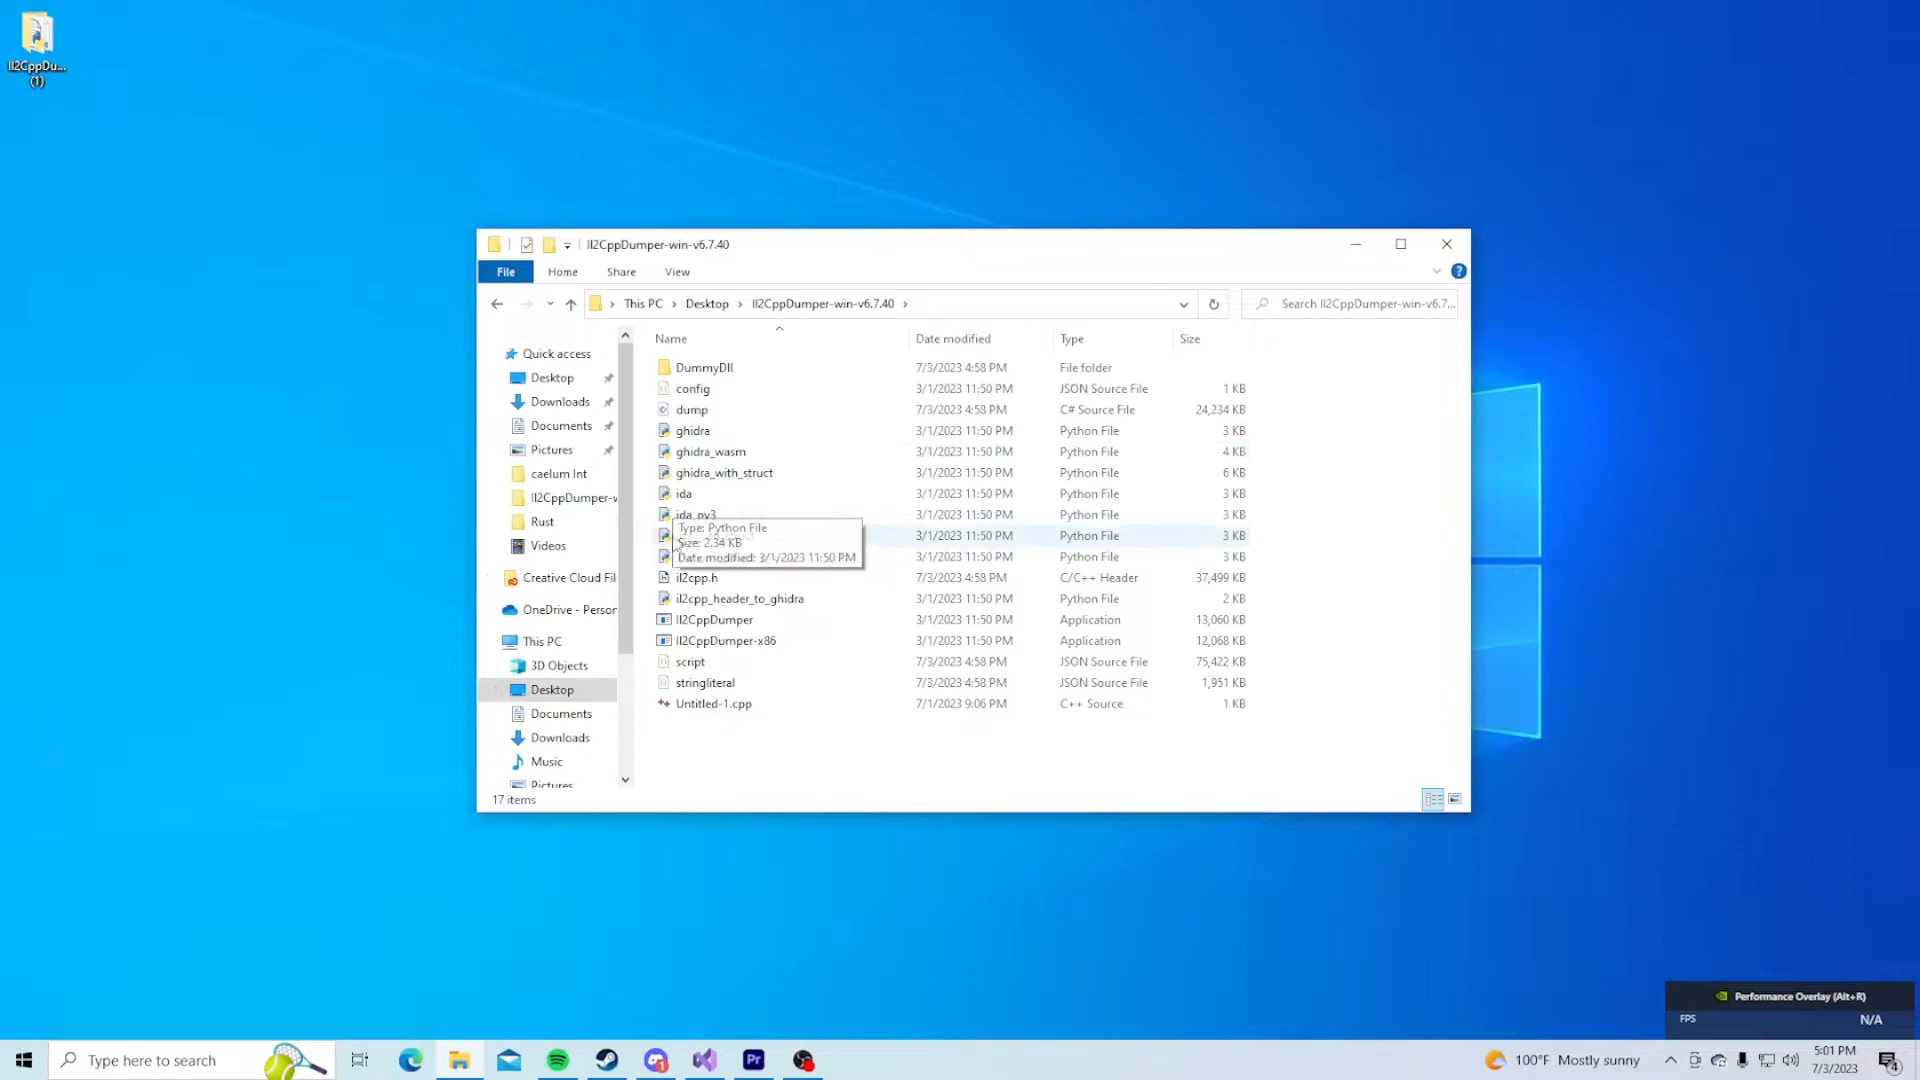 Il2CppDu...
(1)
Il2CppDumper-win-v6.7.40
File Home Share View
This PC Desktop Il2CppDumper-win-v6.7.40
Search Il2CppDumper-win-v6.7...
Name Date modified Type Size
Quick access
Desktop
Downloads
Documents
Pictures
caelum Int
Il2CppDumper-v
Rust
Videos
Creative Cloud Fil
OneDrive - Person
This PC
3D Objects
Desktop
Documents
Downloads
Music
Pictures
DummyDll 7/3/2023 4:58 PM File folder
config 3/1/2023 11:50 PM JSON Source File 1 KB
dump 7/3/2023 4:58 PM C# Source File 24,234 KB
ghidra 3/1/2023 11:50 PM Python File 3 KB
ghidra_wasm 3/1/2023 11:50 PM Python File 4 KB
ghidra_with_struct 3/1/2023 11:50 PM Python File 6 KB
ida 3/1/2023 11:50 PM Python File 3 KB
ida_py3 3/1/2023 11:50 PM Python File 3 KB
3/1/2023 11:50 PM Python File 3 KB
3/1/2023 11:50 PM Python File 3 KB
Type: Python File
Size: 2.34 KB
Date modified: 3/1/2023 11:50 PM
il2cpp.h 7/3/2023 4:58 PM C/C++ Header 37,499 KB
il2cpp_header_to_ghidra 3/1/2023 11:50 PM Python File 2 KB
Il2CppDumper 3/1/2023 11:50 PM Application 13,060 KB
Il2CppDumper-x86 3/1/2023 11:50 PM Application 12,068 KB
script 7/3/2023 4:58 PM JSON Source File 75,422 KB
stringliteral 7/3/2023 4:58 PM JSON Source File 1,951 KB
Untitled-1.cpp 7/1/2023 9:06 PM C++ Source 1 KB
17 items
Performance Overlay (Alt+R)
FPS N/A
Type here to search
Pr
100°F Mostly sunny
5:01 PM
7/3/2023
4